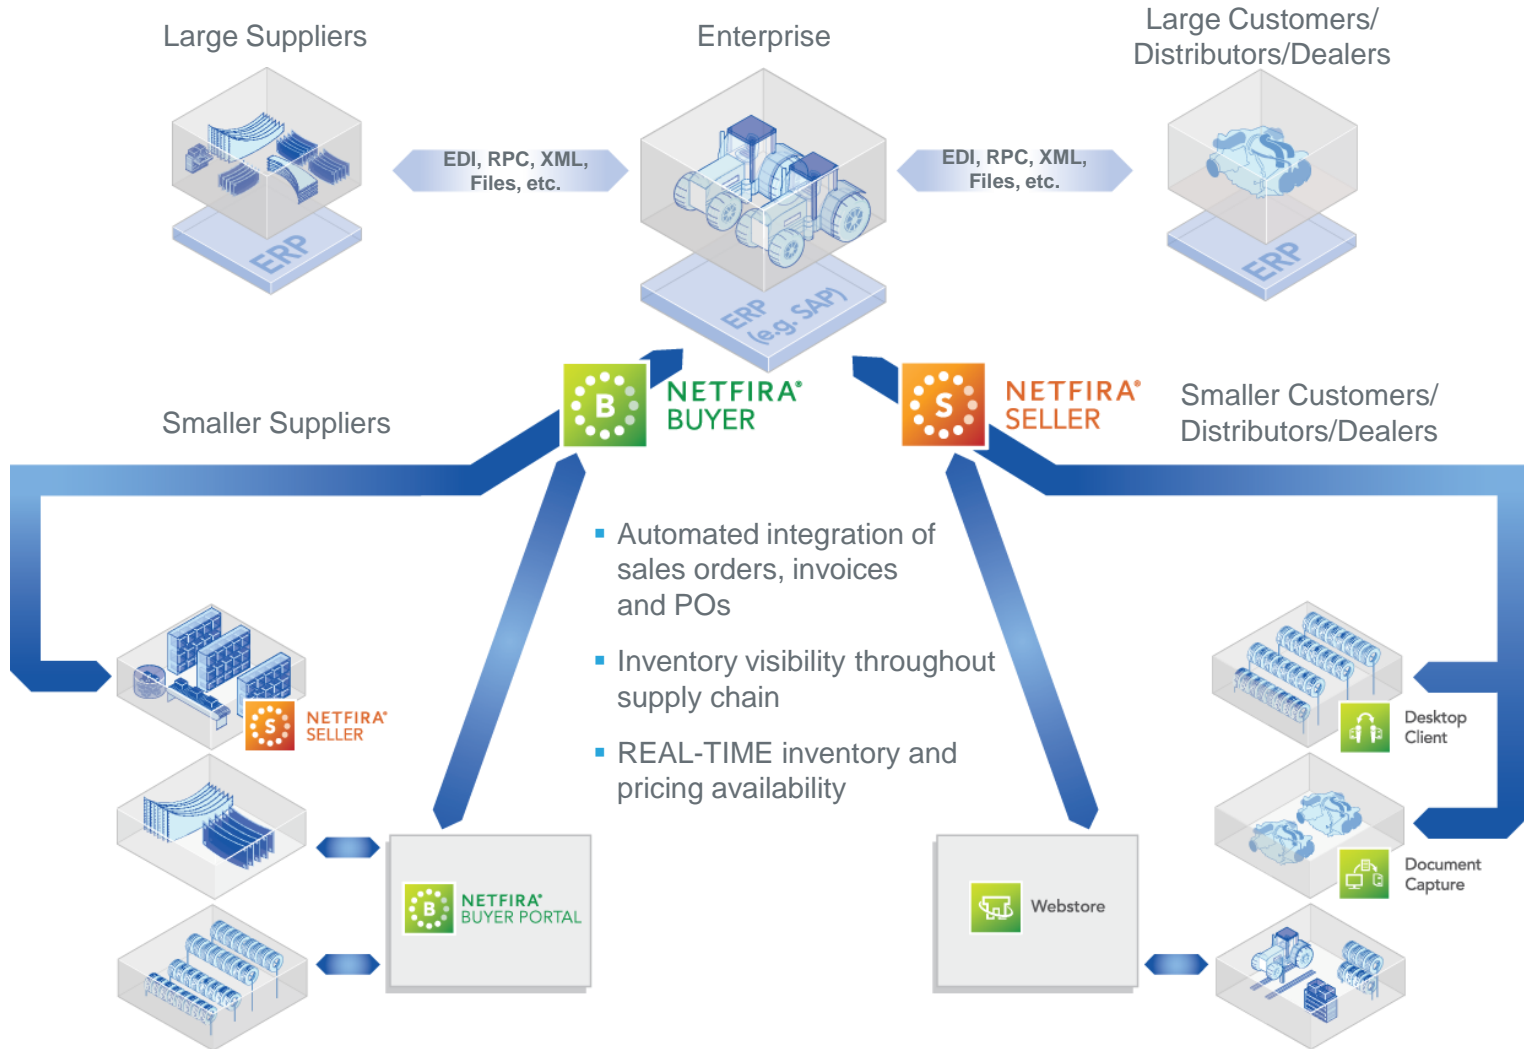 Large Suppliers
Enterprise
Large Customers/
Distributors/Dealers
EDI, RPC, XML,
Files, etc.
EDI, RPC, XML,
Files, etc.
ERP
ERP
(e.g. SAP)
ERP
B
NETFIRA®
BUYER
S
NETFIRA®
SELLER
Smaller Suppliers
Smaller Customers/
Distributors/Dealers
▪ Automated integration of
sales orders, invoices
and POs
▪ Inventory visibility throughout
supply chain
▪ REAL-TIME inventory and
pricing availability
S
NETFIRA®
SELLER
Desktop
Client
Document
Capture
B
NETFIRA®
BUYER PORTAL
Webstore